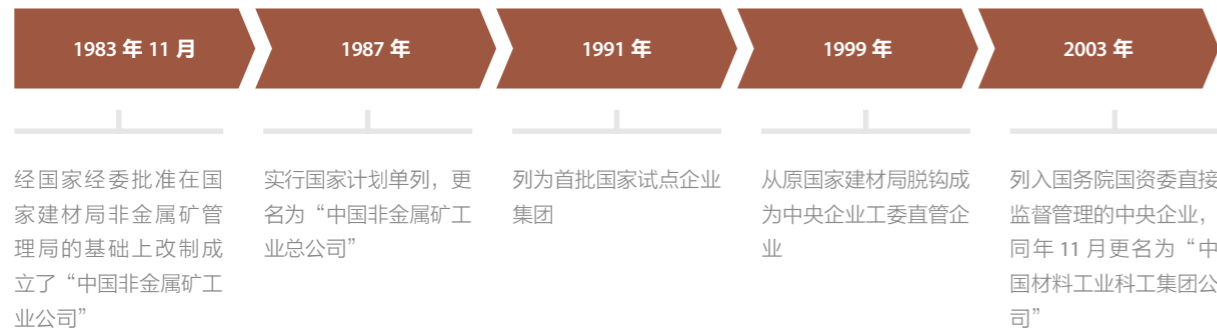 1983 年 11 月
经国家经委批准在国
家建材局非金属矿管
理局的基础上改制成
立了“中国非金属矿工
业公司”
1987 年
实行国家计划单列，更
名为“中国非金属矿工
业总公司”
1991 年
列为首批国家试点企业
集团
1999 年
从原国家建材局脱钩成
为中央企业工委直管企
业
2003 年
列入国务院国资委直接
监督管理的中央企业，
同年 11 月更名为“中
国材料工业科工集团公
司”